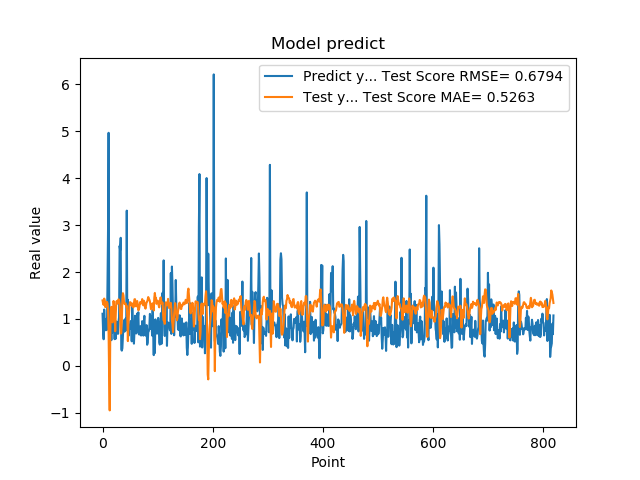 Model predict
Predict y... Test Score RMSE= 0.6794
Test y... Test Score MAE= 0.5263
Real value
6
5
4
3
2
1
0
−1
0 200 400 600 800
Point